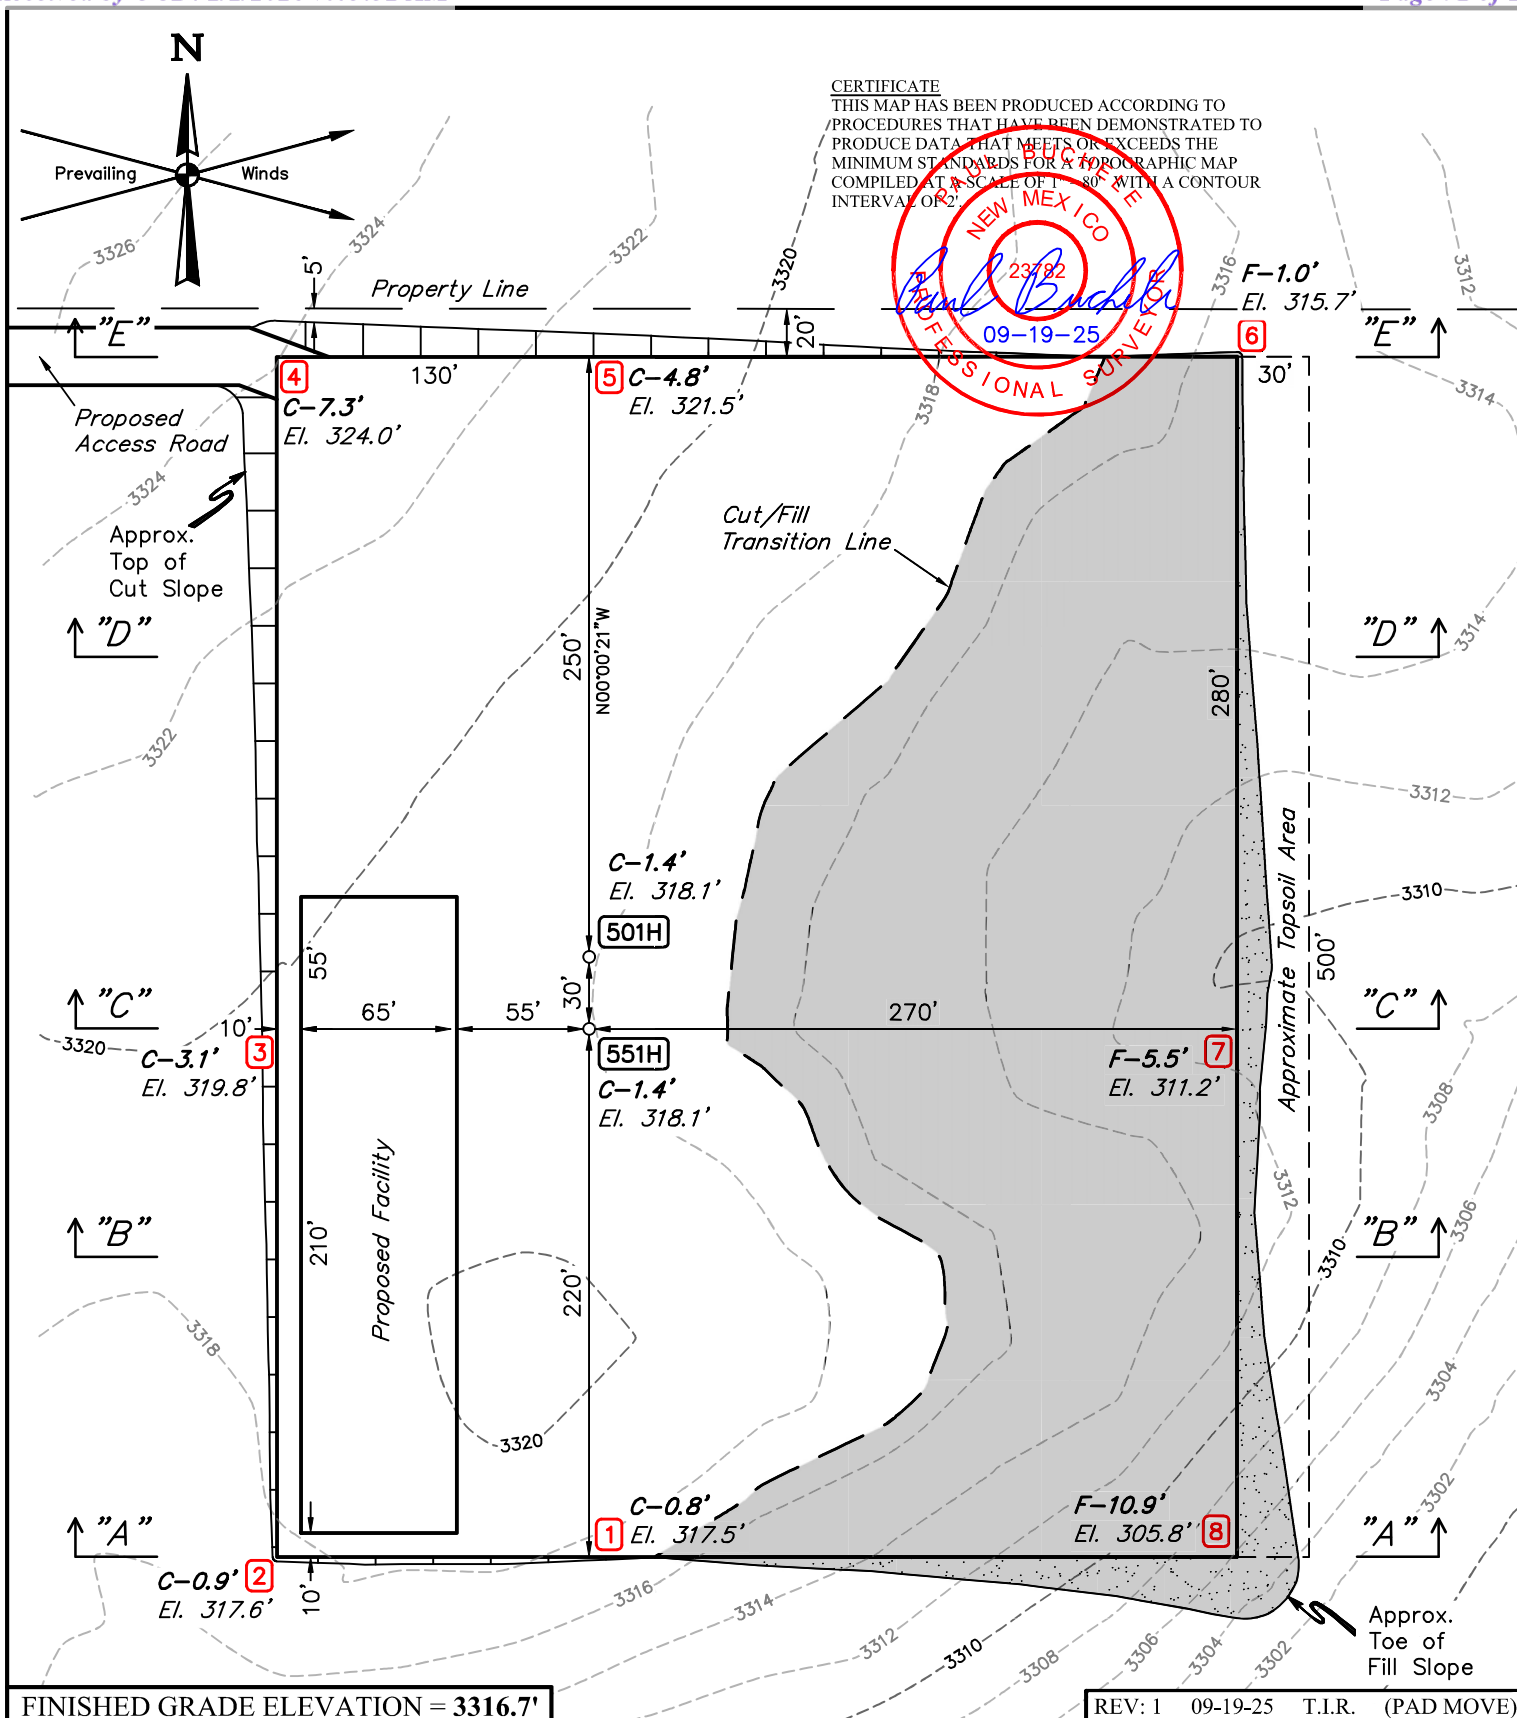 N
Prevailing Winds
CERTIFICATE
THIS MAP HAS BEEN PRODUCED ACCORDING TO
PROCEDURES THAT HAVE BEEN DEMONSTRATED TO
PRODUCE DATA THAT MEETS OR EXCEEDS THE
MINIMUM STANDARDS FOR A TOPOGRAPHIC MAP
COMPILED AT A SCALE OF 1" - 80' WITH A CONTOUR
INTERVAL OF 2'.
PAUL BUCHELE
NEW MEXICO
23782
PROFESSIONAL SURVEYOR
Paul Buchele
09-19-25
3326
3324
3322
3320
3316
3312
5'
Property Line
20'
F-1.0'
El. 315.7'
6
"E"
"E"
4
130'
5
C-4.8'
El. 321.5'
30'
C-7.3'
El. 324.0'
3318
3314
Proposed
Access Road
3324
Approx.
Top of
Cut Slope
Cut/Fill
Transition Line
"D"
"D"
3314
250'
N00°00'21"W
280'
3322
3312
C-1.4'
El. 318.1'
501H
3310
55'
30'
Approximate Topsoil Area
500'
"C"
"C"
10'
65'
55'
270'
3320
C-3.1'
El. 319.8'
3
551H
C-1.4'
El. 318.1'
F-5.5'
El. 311.2'
7
3308
Proposed Facility
210'
220'
3312
3306
3310
"B"
"B"
3318
3304
3320
3302
"A"
"A"
1
C-0.8'
El. 317.5'
F-10.9'
El. 305.8'
8
C-0.9'
El. 317.6'
2
10'
3316
3314
3312
3310
3308
3306
3304
3302
Approx.
Toe of
Fill Slope
FINISHED GRADE ELEVATION = 3316.7'
REV: 1 09-19-25 T.I.R. (PAD MOVE)